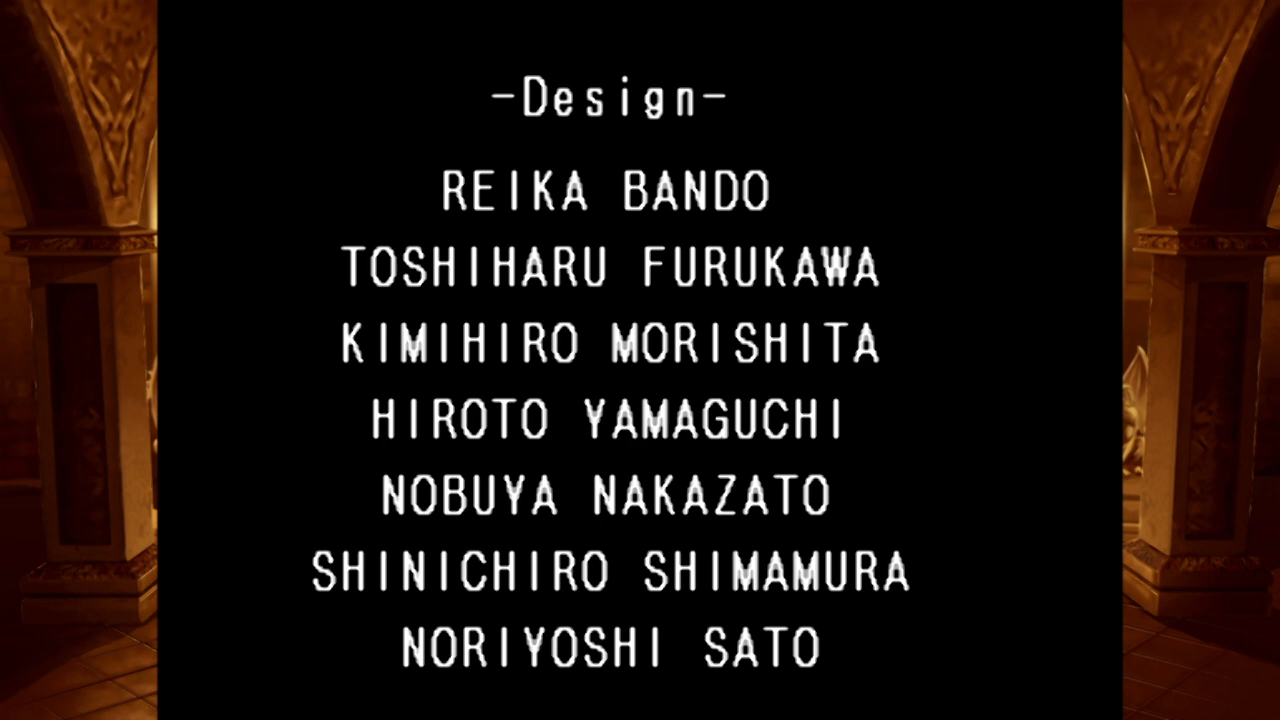 -Design-
REIKA BANDO
TOSHIHARU FURUKAWA
KIMIHIRO MORISHITA
HIROTO YAMAGUCHI
NOBUYA NAKAZATO
SHINICHIRO SHIMAMURA
NORIYOSHI SATO